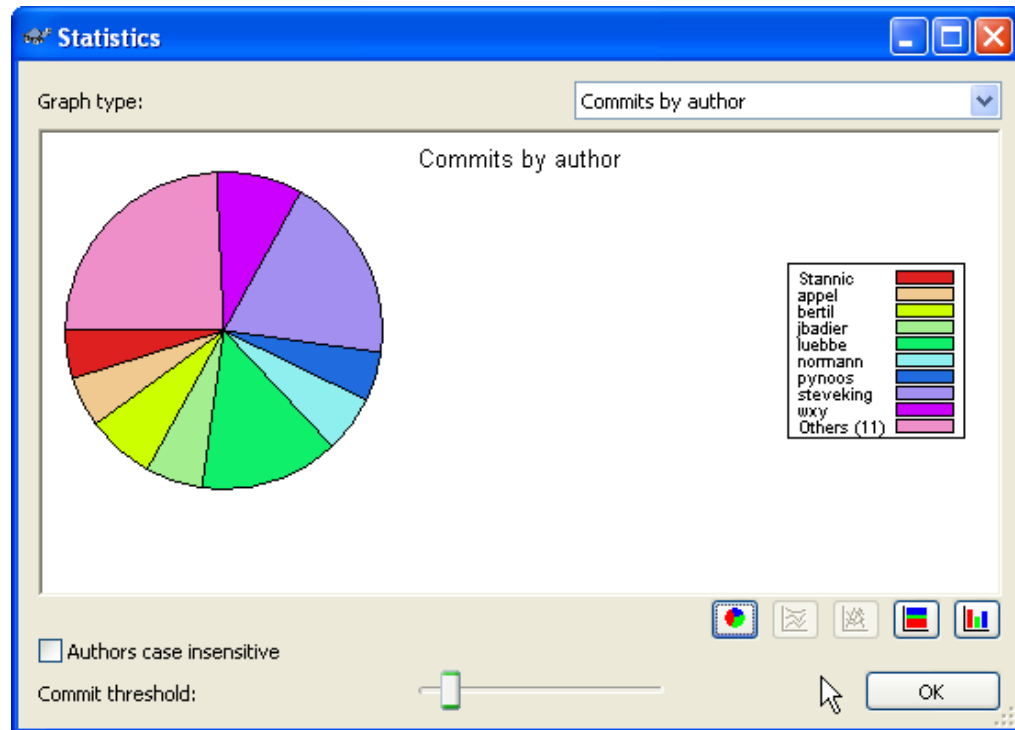 Statistics
Graph type:
Commits by author
Commits by author
Stannic
appel
bertil
jbadier
luebbe
normann
pynoos
steveking
wxy
Others (11)
Authors case insensitive
Commit threshold:
OK